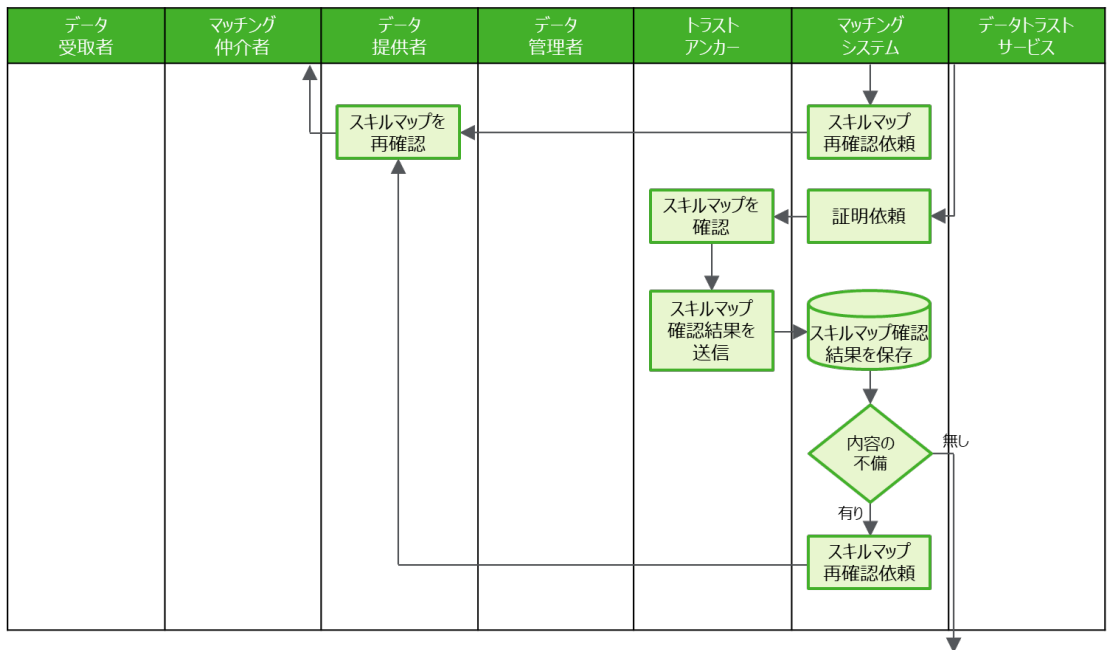 データ
受取者
マッチング
仲介者
データ
提供者
データ
管理者
トラスト
アンカー
マッチング
システム
データトラスト
サービス
スキルマップを
再確認
スキルマップ
再確認依頼
スキルマップを
確認
証明依頼
スキルマップ
確認結果を
送信
スキルマップ確認
結果を保存
内容の
不備
無し
有り
スキルマップ
再確認依頼